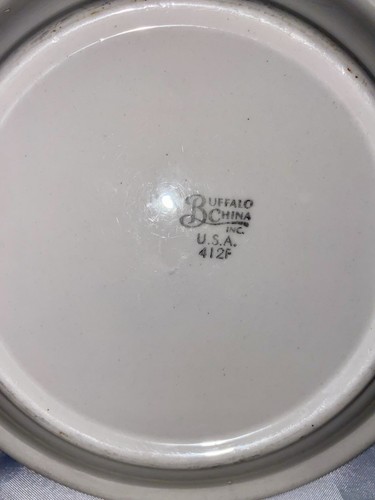 BUFFALO
CHINA
INC.
U.S.A.
412F